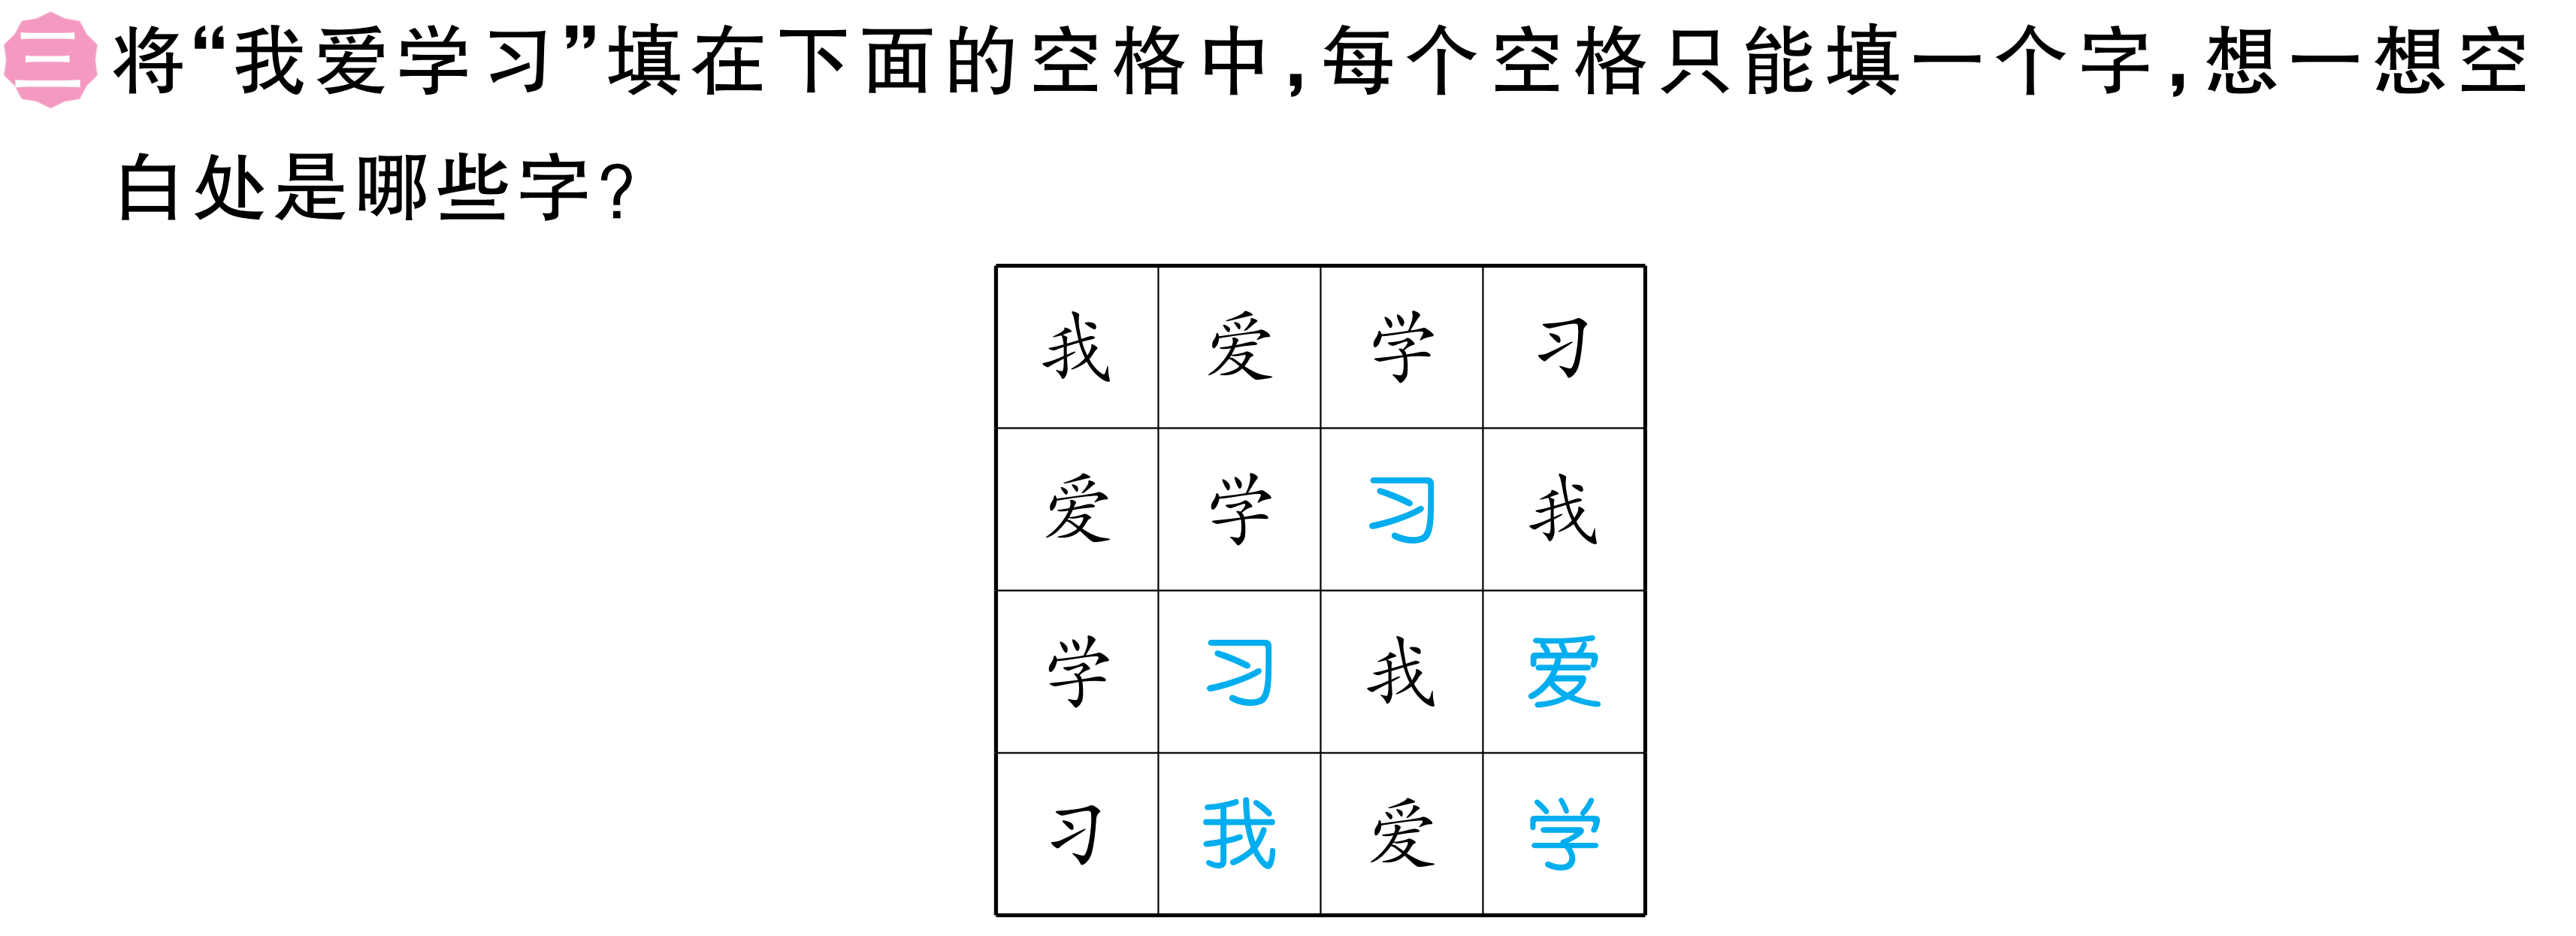 三 将“我爱学习”填在下面的空格中,每个空格只能填一个字,想一想空
白处是哪些字?
我 爱 学 习
爱 学 习 我
学 习 我 爱
习 我 爱 学